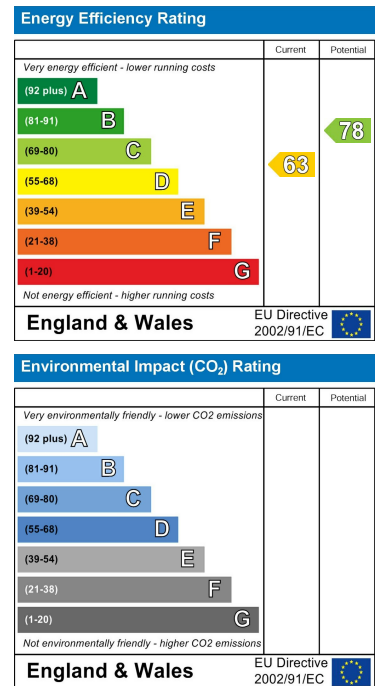 Energy Efficiency Rating
Current Potential
Very energy efficient - lower running costs
(92 plus) A
(81-91) B
(69-80) C
(55-68) D
(39-54) E
(21-38) F
(1-20) G
63
78
Not energy efficient - higher running costs
England & Wales
EU Directive
2002/91/EC
Environmental Impact (CO₂) Rating
Current Potential
Very environmentally friendly - lower CO2 emissions
(92 plus) A
(81-91) B
(69-80) C
(55-68) D
(39-54) E
(21-38) F
(1-20) G
Not environmentally friendly - higher CO2 emissions
England & Wales
EU Directive
2002/91/EC